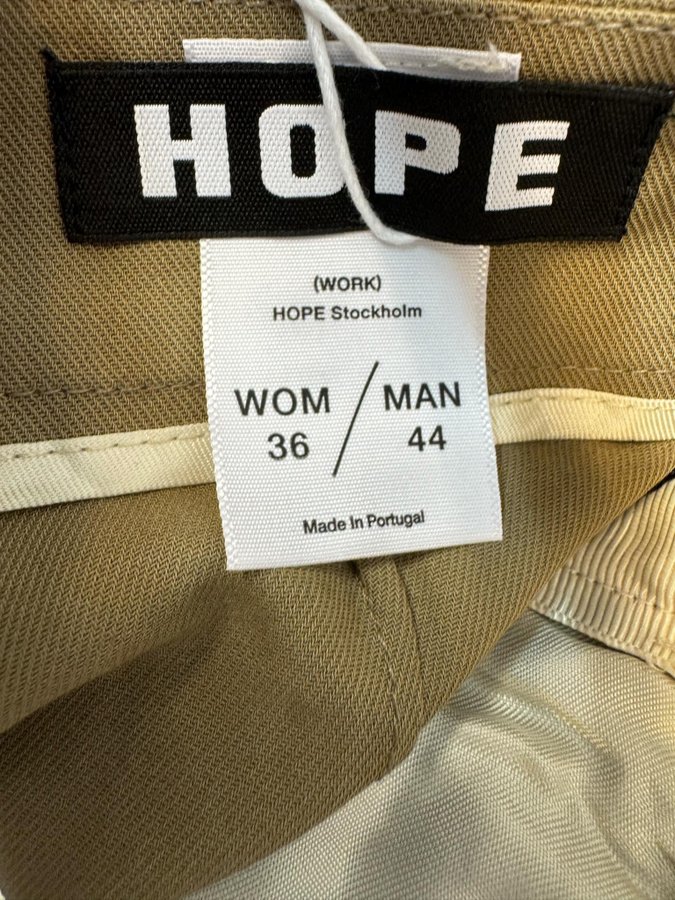 HOPE
(WORK)
HOPE Stockholm
WOM / MAN
36 44
Made In Portugal